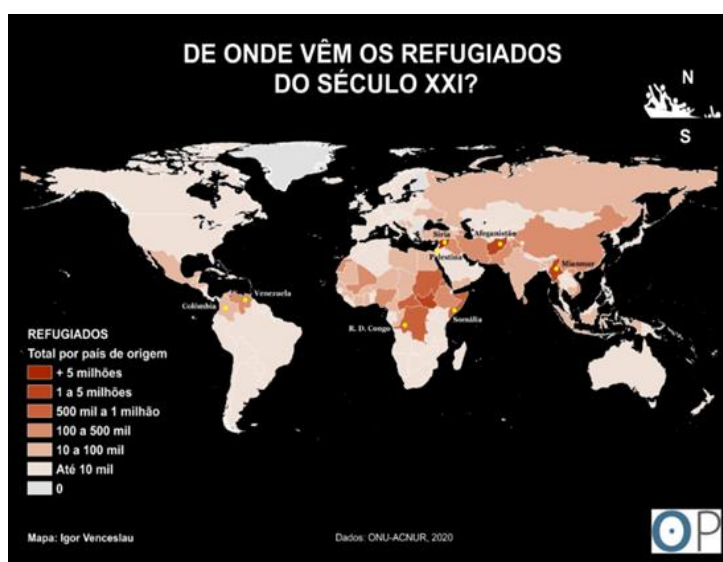 DE ONDE VÊM OS REFUGIADOS
DO SÉCULO XXI?
N
S
Síria
Afeganistão
Palestina
Mianmar
Venezuela
Colômbia
Somália
R. D. Congo
REFUGIADOS
Total por país de origem
+ 5 milhões
1 a 5 milhões
500 mil a 1 milhão
100 a 500 mil
10 a 100 mil
Até 10 mil
0
Mapa: Igor Venceslau
Dados: ONU-ACNUR, 2020
OP